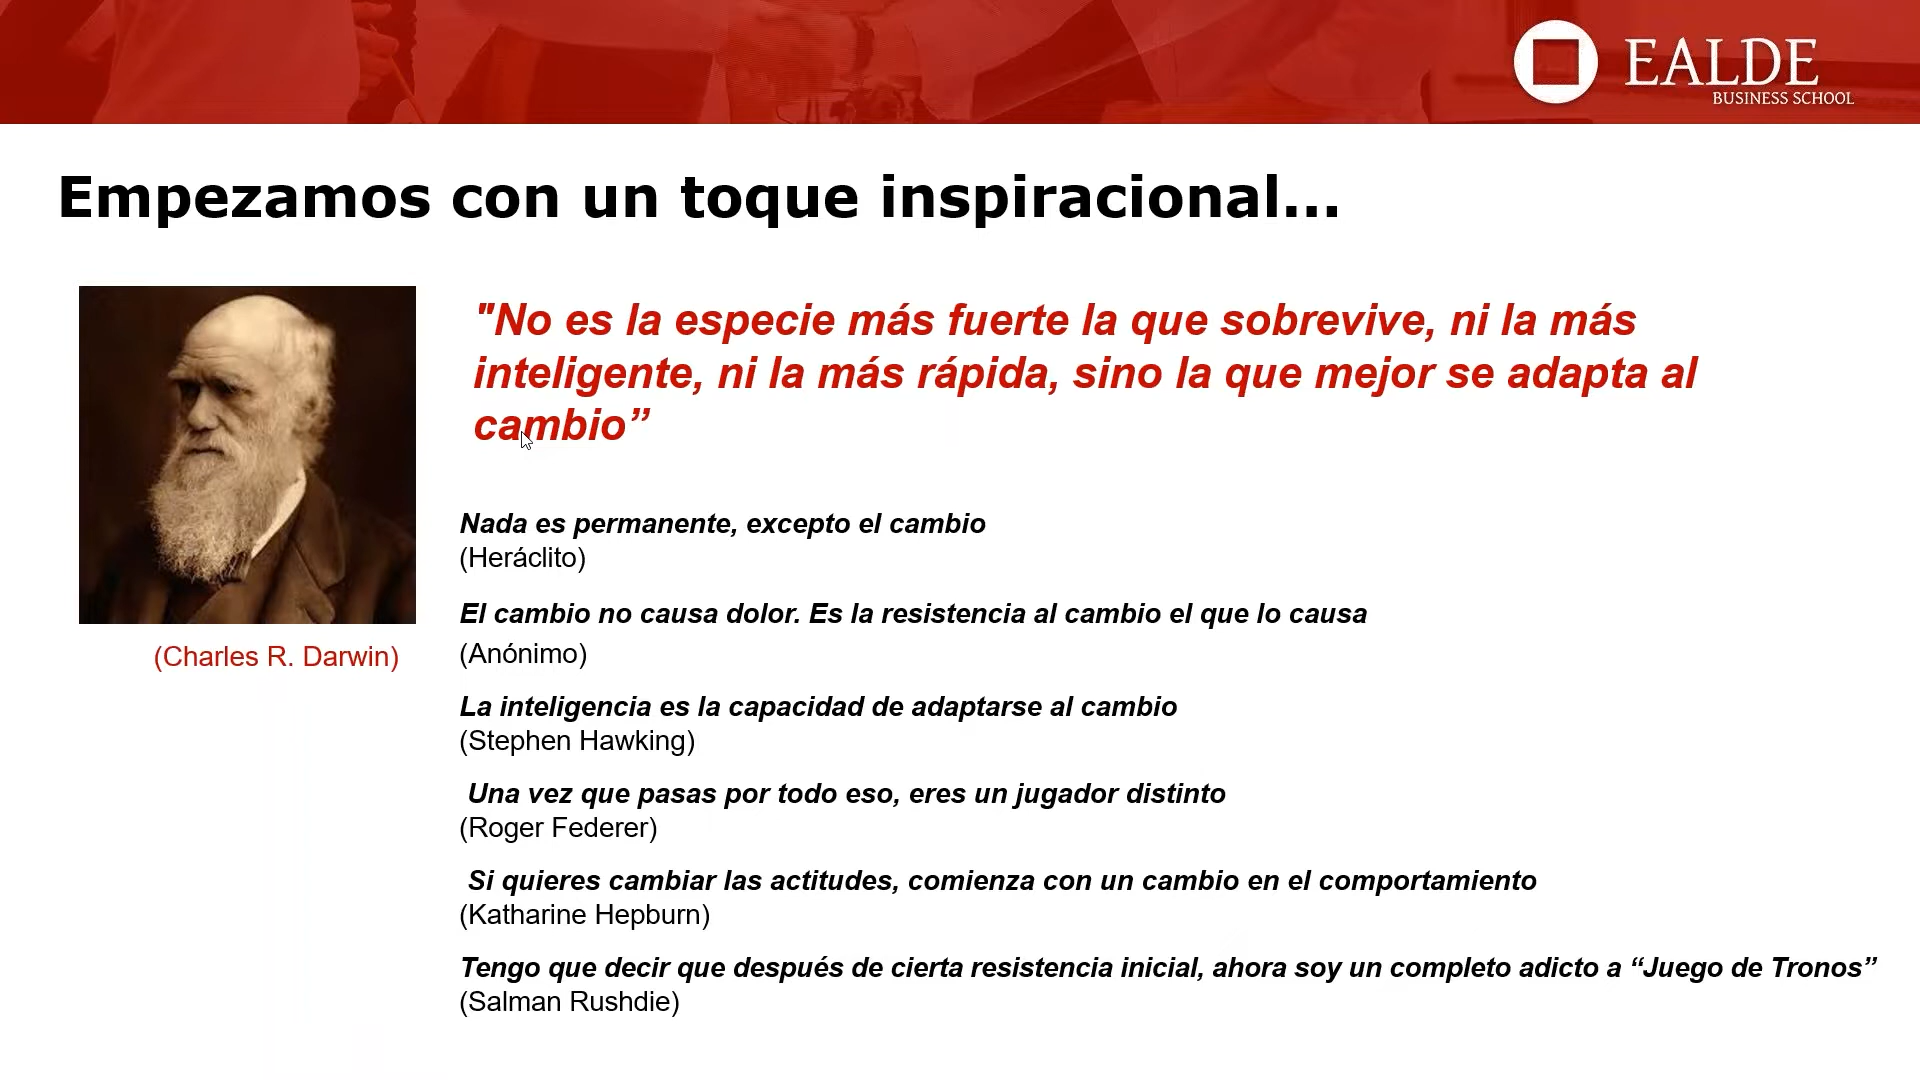 EALDE
BUSINESS SCHOOL
Empezamos con un toque inspiracional...
"No es la especie más fuerte la que sobrevive, ni la más
inteligente, ni la más rápida, sino la que mejor se adapta al
cambio”
(Charles R. Darwin)
Nada es permanente, excepto el cambio
(Heráclito)
El cambio no causa dolor. Es la resistencia al cambio el que lo causa
(Anónimo)
La inteligencia es la capacidad de adaptarse al cambio
(Stephen Hawking)
Una vez que pasas por todo eso, eres un jugador distinto
(Roger Federer)
Si quieres cambiar las actitudes, comienza con un cambio en el comportamiento
(Katharine Hepburn)
Tengo que decir que después de cierta resistencia inicial, ahora soy un completo adicto a “Juego de Tronos”
(Salman Rushdie)